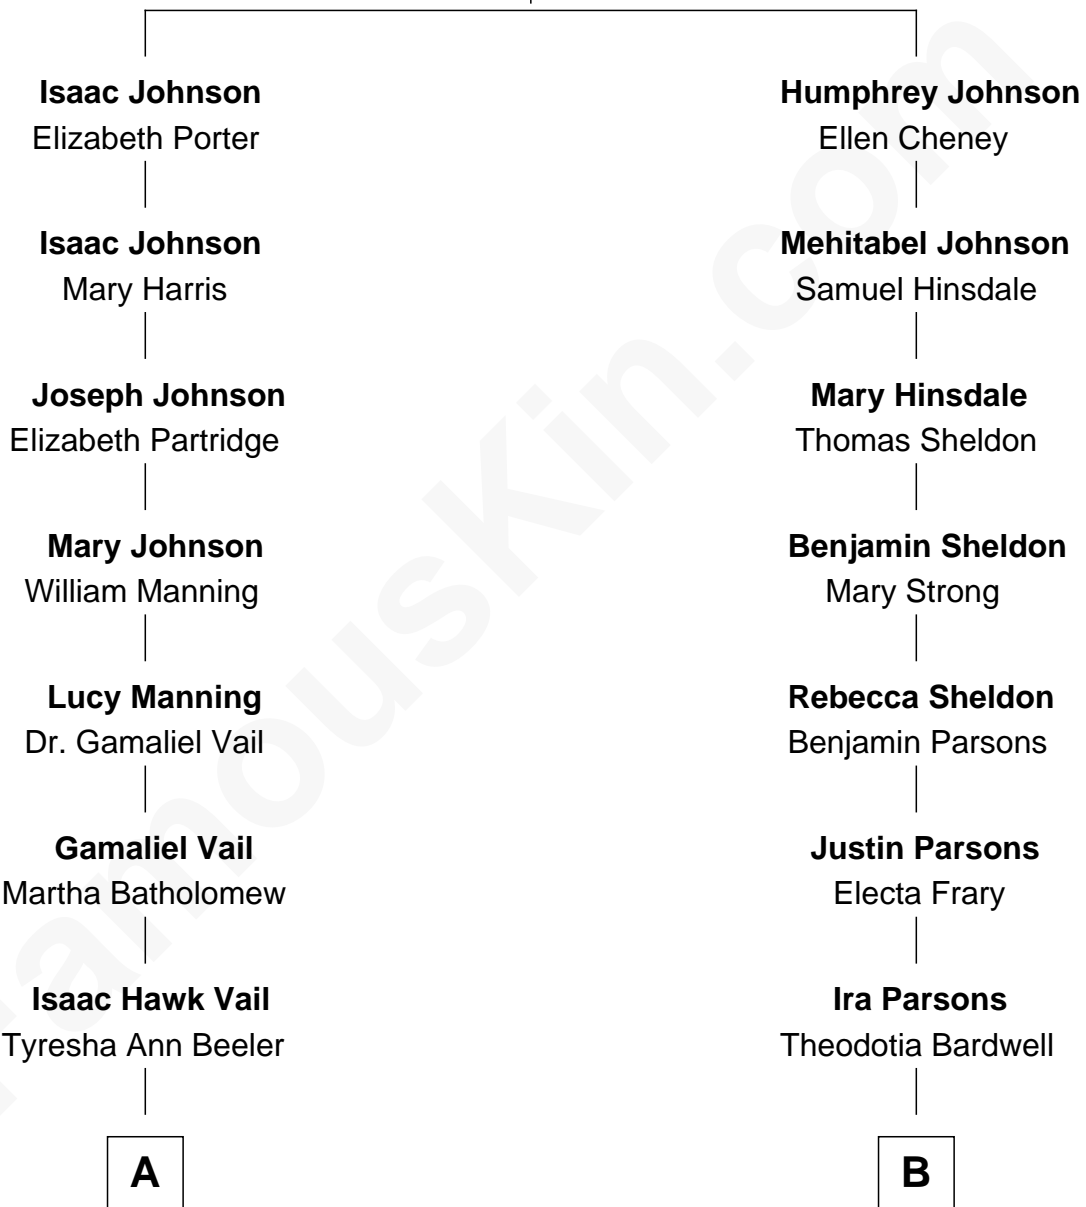 Isaac Johnson
Elizabeth Porter
Isaac Johnson
Mary Harris
Joseph Johnson
Elizabeth Partridge
Mary Johnson
William Manning
Lucy Manning
Dr. Gamaliel Vail
Gamaliel Vail
Martha Batholomew
Isaac Hawk Vail
Tyresha Ann Beeler
A
Humphrey Johnson
Ellen Cheney
Mehitabel Johnson
Samuel Hinsdale
Mary Hinsdale
Thomas Sheldon
Benjamin Sheldon
Mary Strong
Rebecca Sheldon
Benjamin Parsons
Justin Parsons
Electa Frary
Ira Parsons
Theodotia Bardwell
B
FamousKin.com